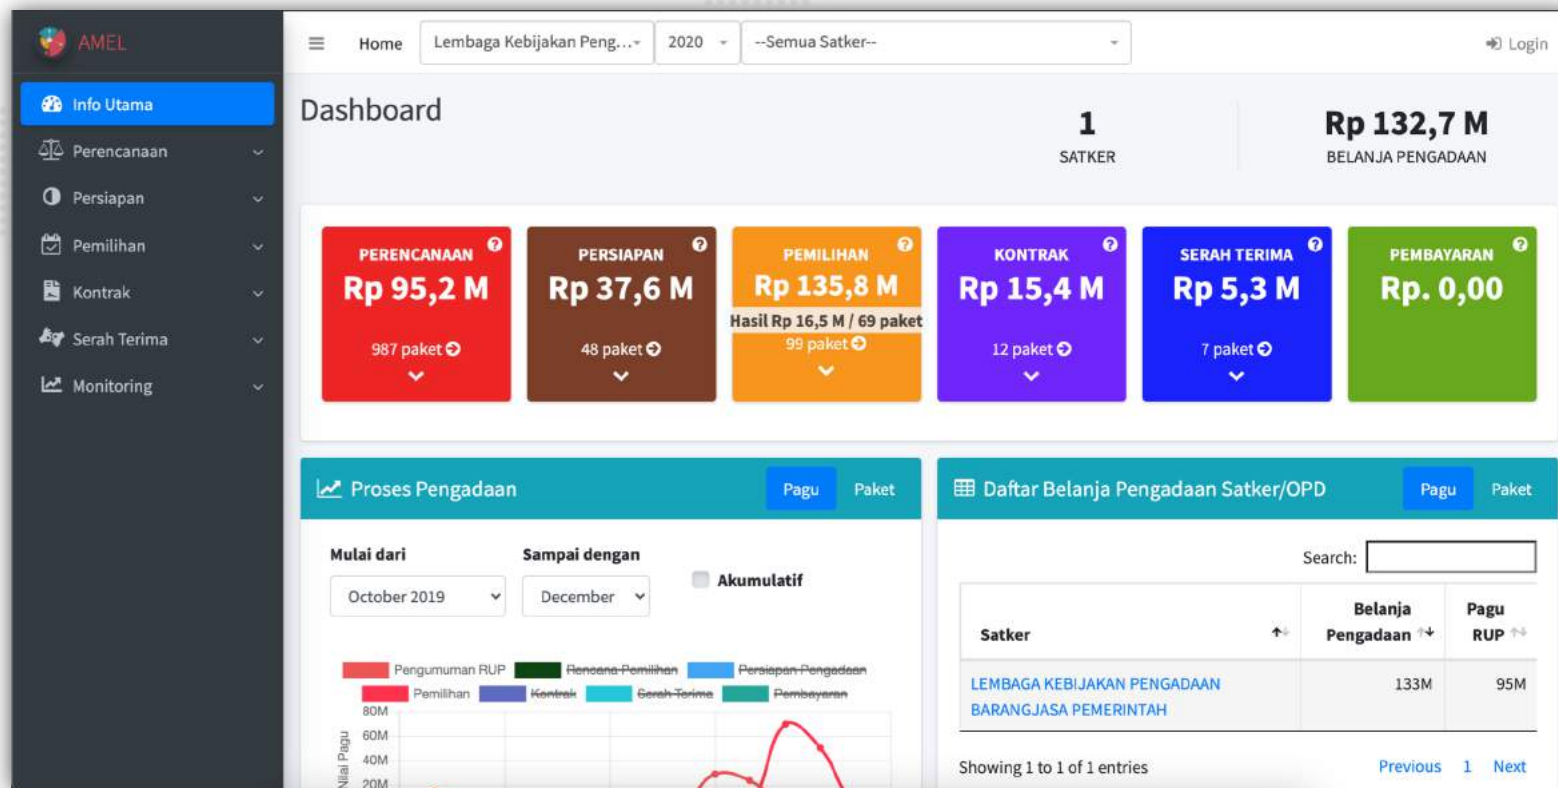 AMEL
Home
Lembaga Kebijakan Peng...
2020
--Semua Satker--
Login
Info Utama
Perencanaan
Persiapan
Pemilihan
Kontrak
Serah Terima
Monitoring
Dashboard
1
SATKER
Rp 132,7 M
BELANJA PENGADAAN
PERENCANAAN
Rp 95,2 M
987 paket
PERSIAPAN
Rp 37,6 M
48 paket
PEMILIHAN
Rp 135,8 M
Hasil Rp 16,5 M / 69 paket
99 paket
KONTRAK
Rp 15,4 M
12 paket
SERAH TERIMA
Rp 5,3 M
7 paket
PEMBAYARAN
Rp. 0,00
Proses Pengadaan
Pagu Paket
Mulai dari
October 2019
Sampai dengan
December
Akumulatif
Pengumuman RUP Rencana Pemilihan Persiapan Pengadaan
Pemilihan Kontrak Serah Terima Pembayaran
Nilai Pagu
80M
60M
40M
20M
Daftar Belanja Pengadaan Satker/OPD
Pagu Paket
Search:
Satker
Belanja Pengadaan
Pagu RUP
LEMBAGA KEBIJAKAN PENGADAAN 133M 95M
BARANGJASA PEMERINTAH
Showing 1 to 1 of 1 entries
Previous 1 Next